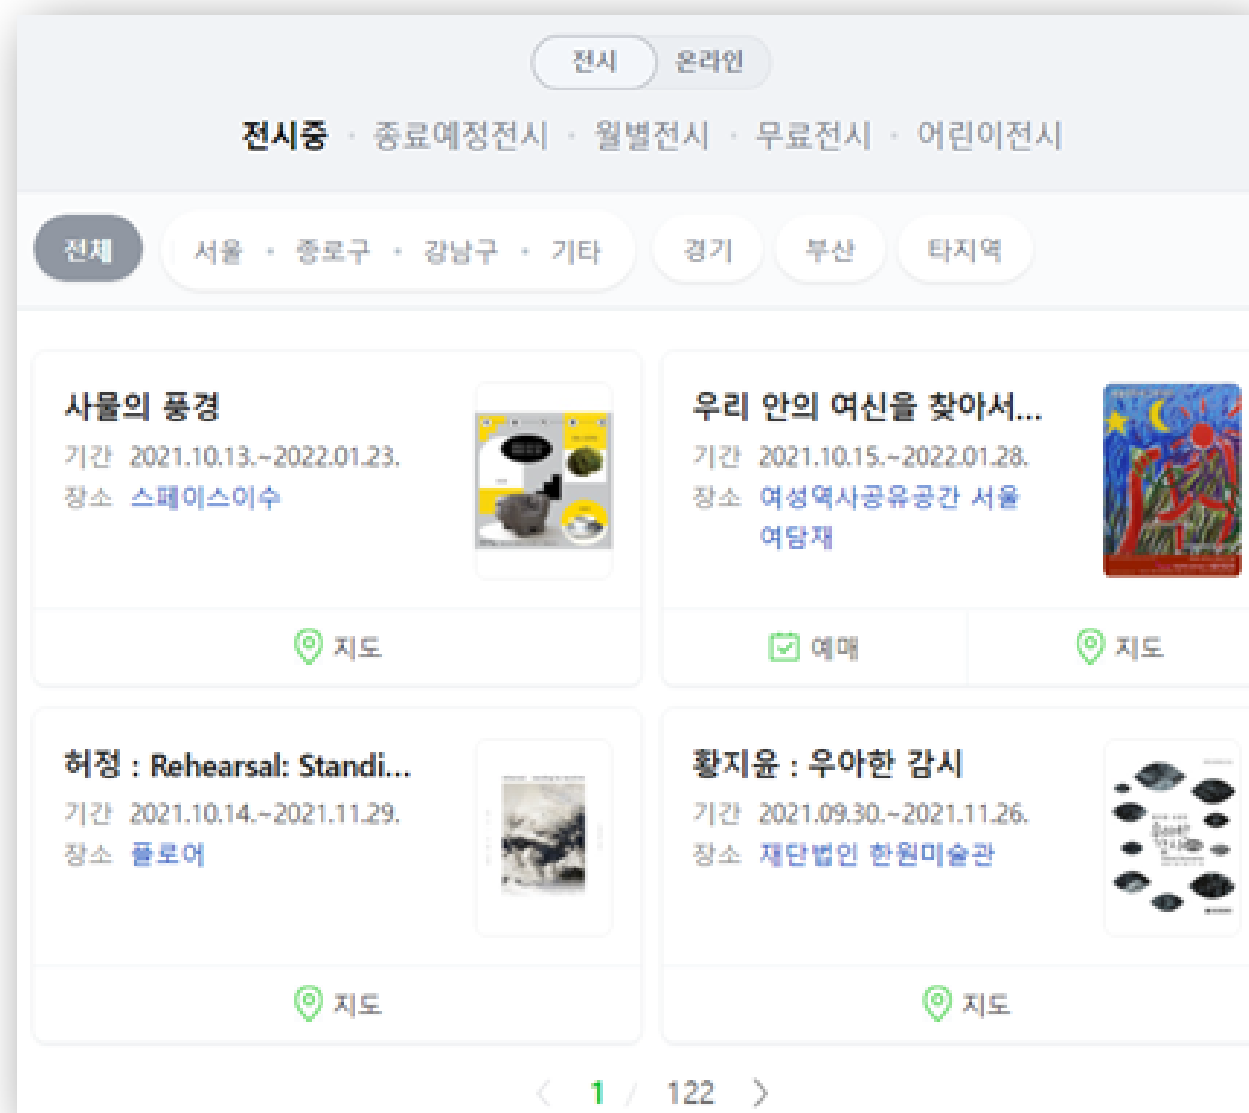 전시 온라인
전시중 · 종료예정전시 · 월별전시 · 무료전시 · 어린이전시
전체 서울 · 종로구 · 강남구 · 기타 경기 부산 타지역
사물의 풍경
기간 2021.10.13.~2022.01.23.
장소 스페이스이수
지도
우리 안의 여신을 찾아서...
기간 2021.10.15.~2022.01.28.
장소 여성역사공유공간 서울
여담재
예매 지도
허정 : Rehearsal: Standi...
기간 2021.10.14.~2021.11.29.
장소 플로어
지도
황지윤 : 우아한 감시
기간 2021.09.30.~2021.11.26.
장소 재단법인 한원미술관
지도
1 / 122